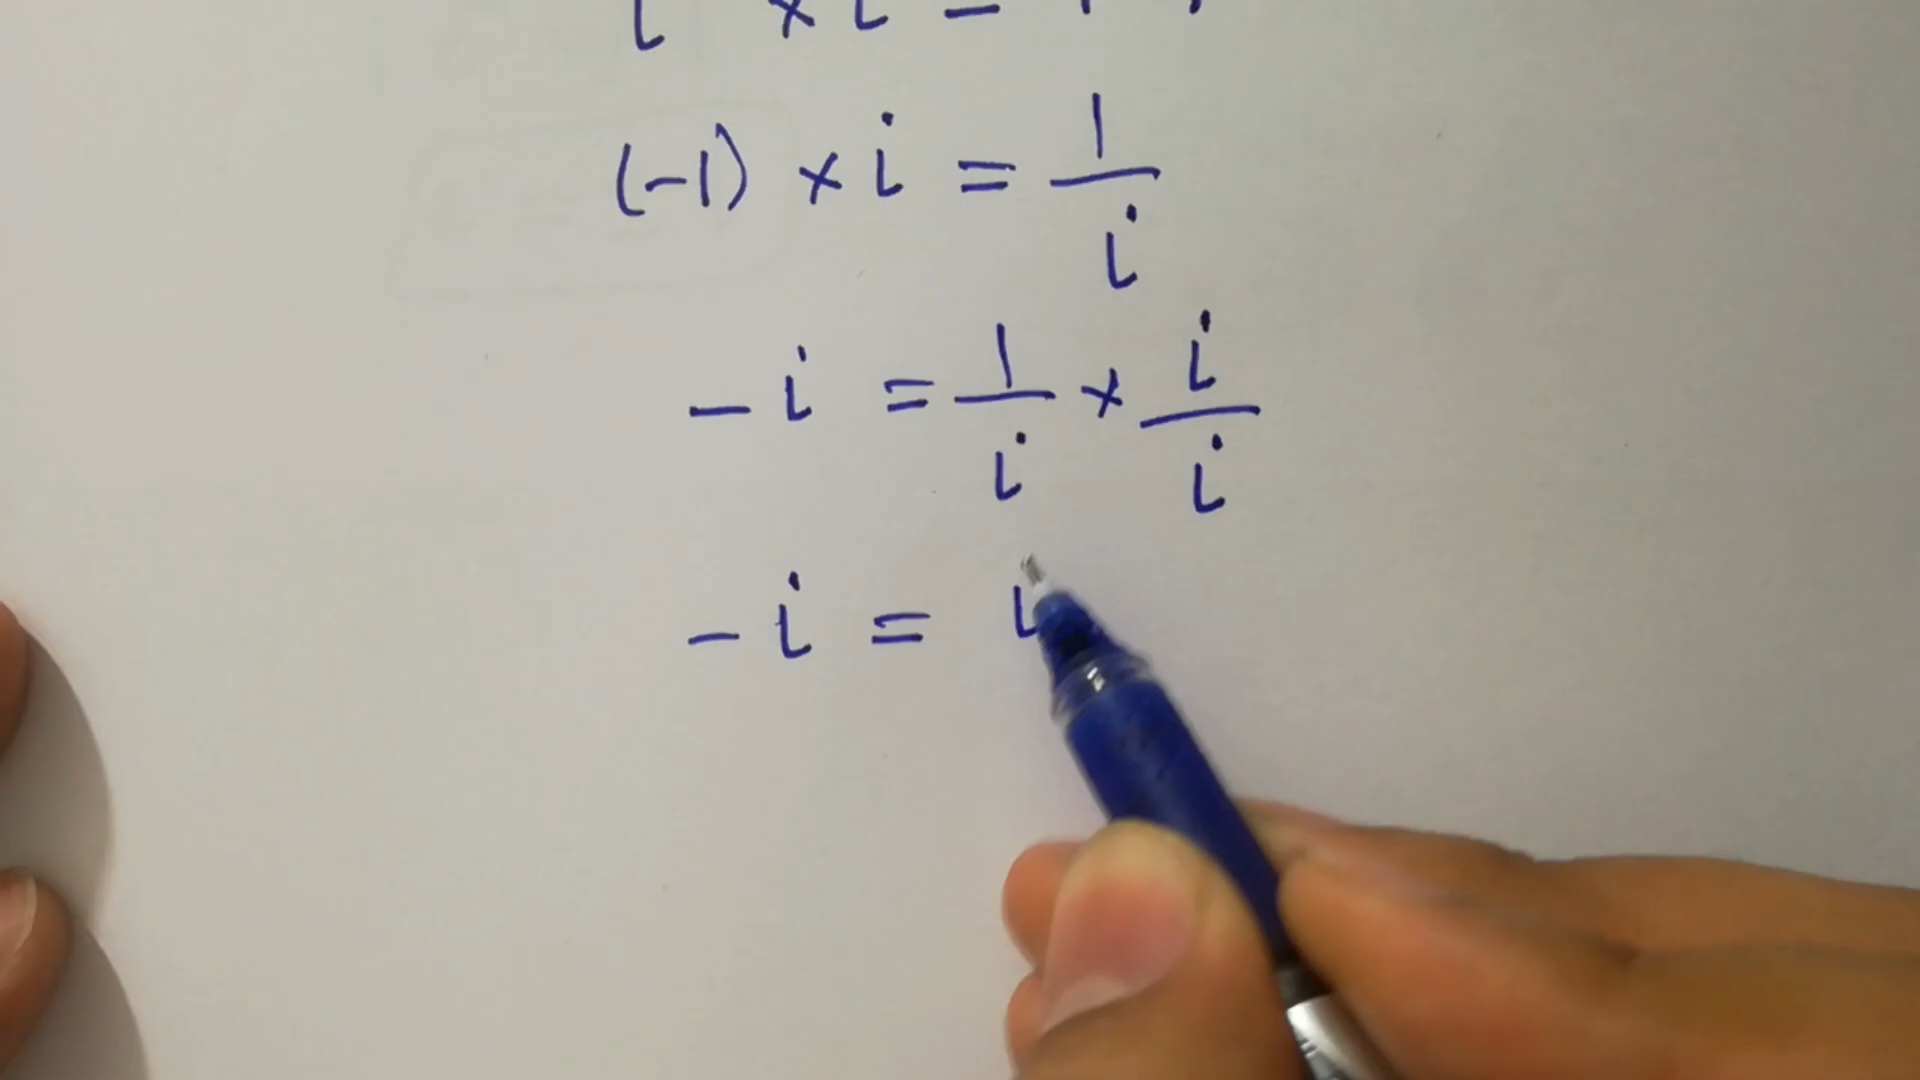 (-1) × i = 1/i
- i = 1/i × i/i
- i = i